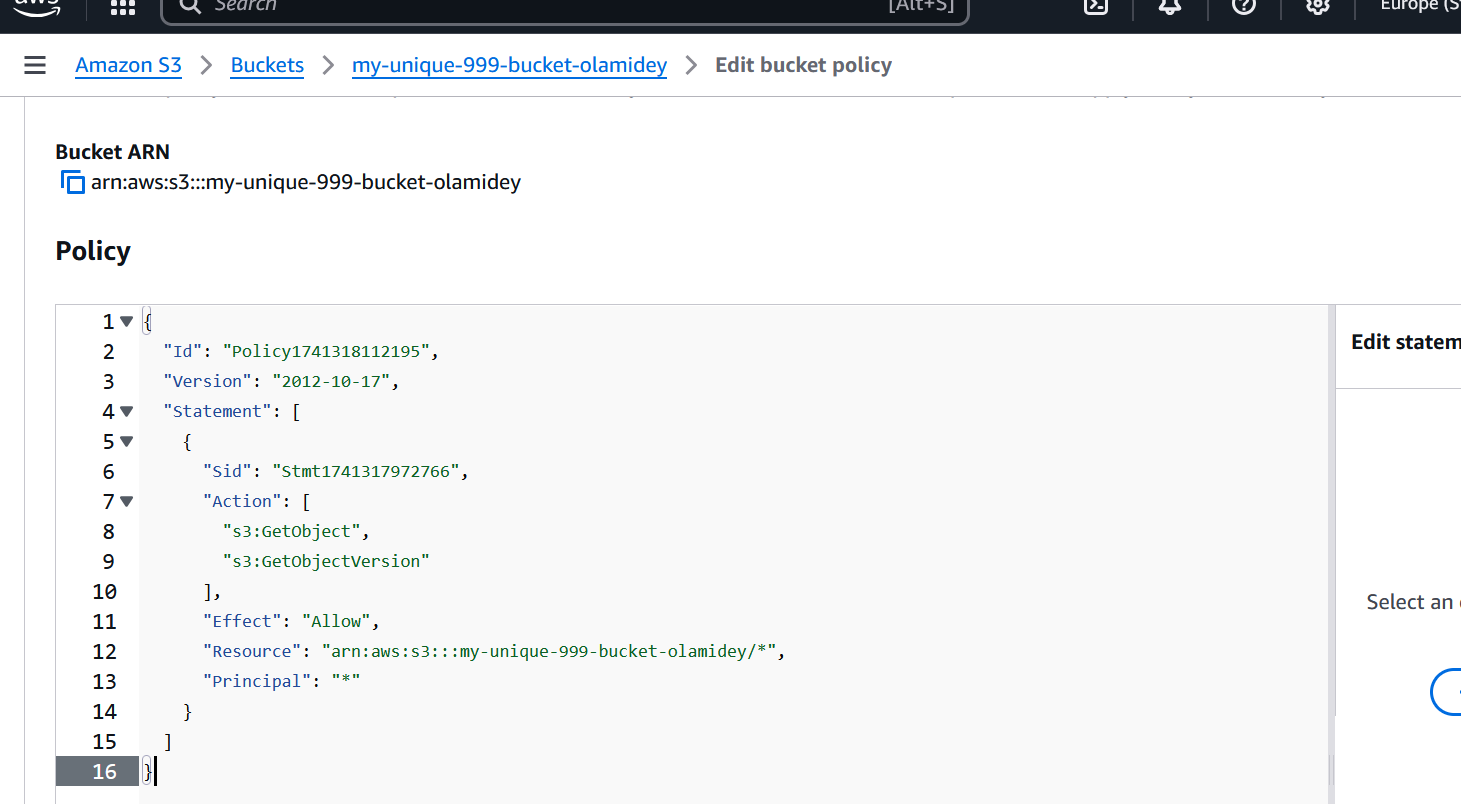 aws Search [Alt+S] Europe (S
Amazon S3 > Buckets > my-unique-999-bucket-olamidey > Edit bucket policy
Bucket ARN
arn:aws:s3:::my-unique-999-bucket-olamidey
Policy
1 {
2 "Id": "Policy1741318112195",
3 "Version": "2012-10-17",
4 "Statement": [
5 {
6 "Sid": "Stmt1741317972766",
7 "Action": [
8 "s3:GetObject",
9 "s3:GetObjectVersion"
10 ],
11 "Effect": "Allow",
12 "Resource": "arn:aws:s3:::my-unique-999-bucket-olamidey/*",
13 "Principal": "*"
14 }
15 ]
16 }
Edit statem
Select an